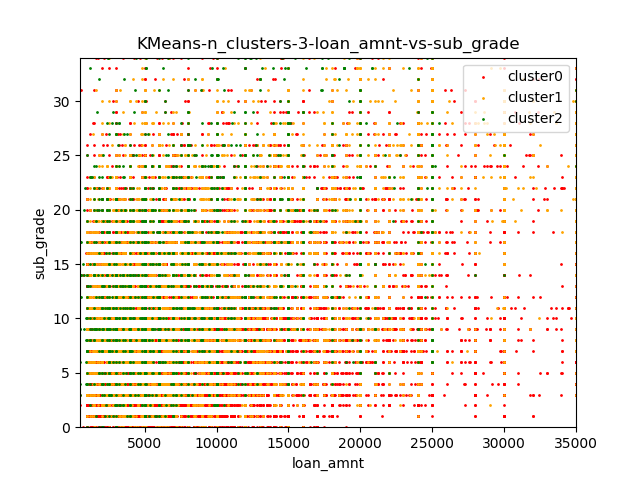 KMeans-n_clusters-3-loan_amnt-vs-sub_grade
cluster0
cluster1
cluster2
30
25
20
15
10
5
0
sub_grade
5000 10000 15000 20000 25000 30000 35000
loan_amnt